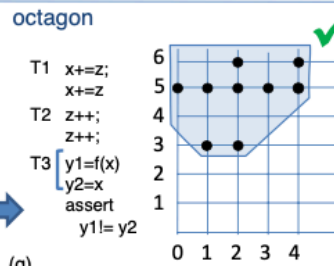 octagon
T1 x+=z;
x+=z
T2 z++;
z++;
T3 y1=f(x)
y2=x
assert
y1!= y2
6
5
4
3
2
1
0 1 2 3 4